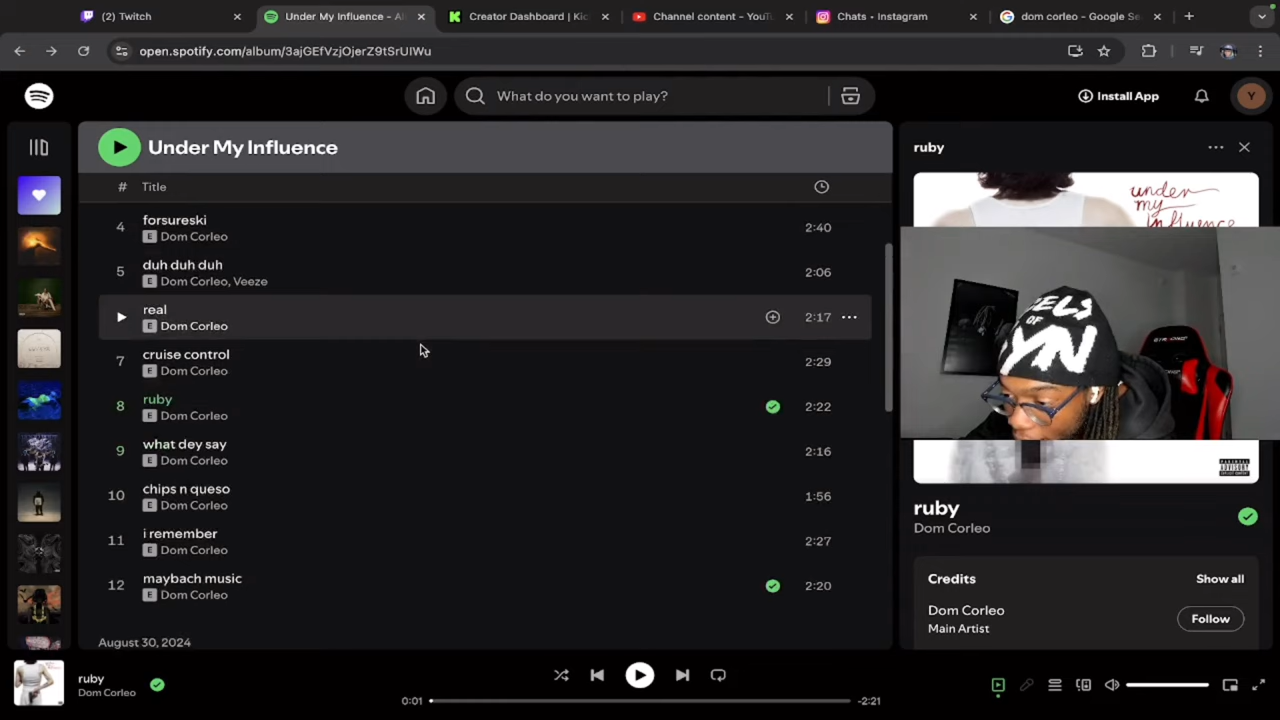 Twitch
Under My Influence - Al
Creator Dashboard | Kic
Channel content - YouTu
Chats • Instagram
dom corleo - Google Se
open.spotify.com/album/3ajGEfVzjOjerZ9tSrUIWu
What do you want to play?
Install App
Y
Under My Influence
# Title
4 forsureski 2:40
E Dom Corleo
5 duh duh duh 2:06
E Dom Corleo, Veeze
real 2:17
E Dom Corleo
7 cruise control 2:29
E Dom Corleo
8 ruby 2:22
E Dom Corleo
9 what dey say 2:16
E Dom Corleo
10 chips n queso 1:56
E Dom Corleo
11 i remember 2:27
E Dom Corleo
12 maybach music 2:20
E Dom Corleo
August 30, 2024
ruby
under
my
influence
OF
PARENTAL
ADVISORY
EXPLICIT CONTENT
ruby
Dom Corleo
Credits
Show all
Dom Corleo
Main Artist
Follow
ruby
Dom Corleo
0:01
-2:21